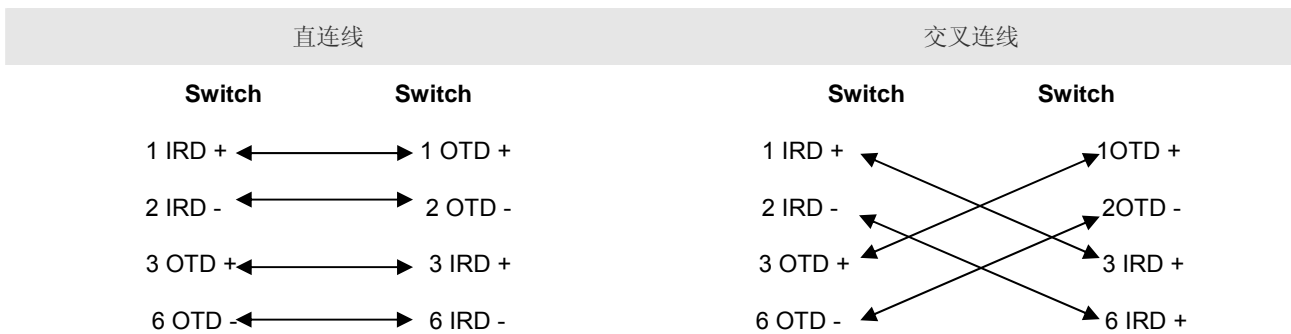 直连线 交叉连线
Switch Switch Switch Switch
1 IRD + 1 OTD + 1 IRD + 1OTD +
2 IRD - 2 OTD - 2 IRD - 2OTD -
3 OTD + 3 IRD + 3 OTD + 3 IRD +
6 OTD - 6 IRD - 6 OTD - 6 IRD +